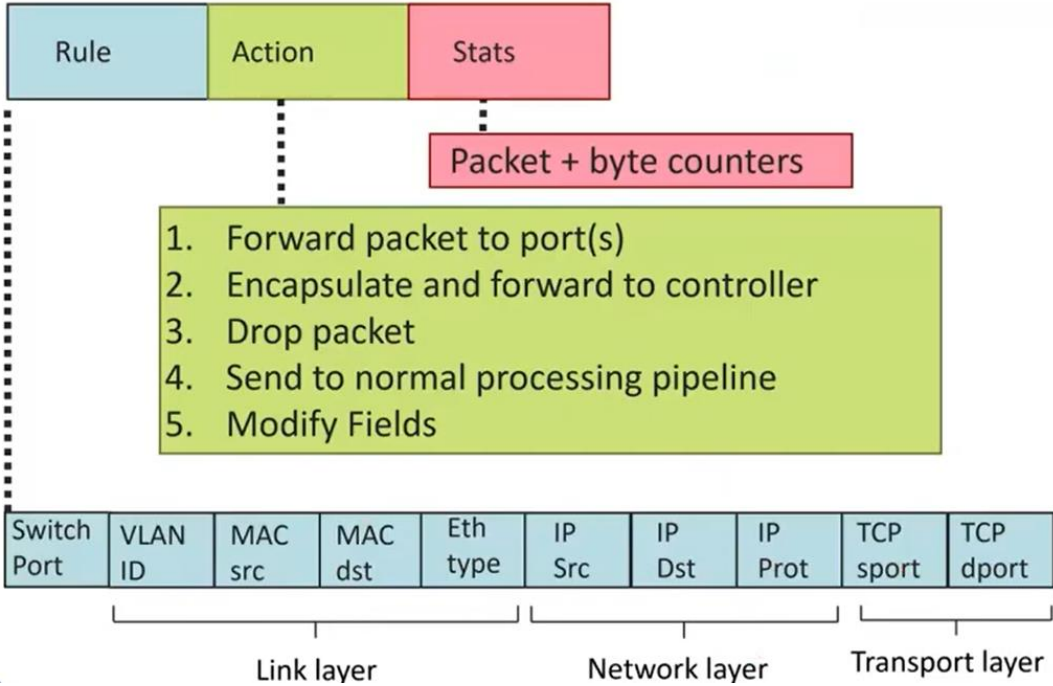 Rule Action Stats
Packet + byte counters
1. Forward packet to port(s)
2. Encapsulate and forward to controller
3. Drop packet
4. Send to normal processing pipeline
5. Modify Fields
Switch VLAN MAC MAC Eth IP IP IP TCP TCP
Port ID src dst type Src Dst Prot sport dport
Link layer Network layer Transport layer